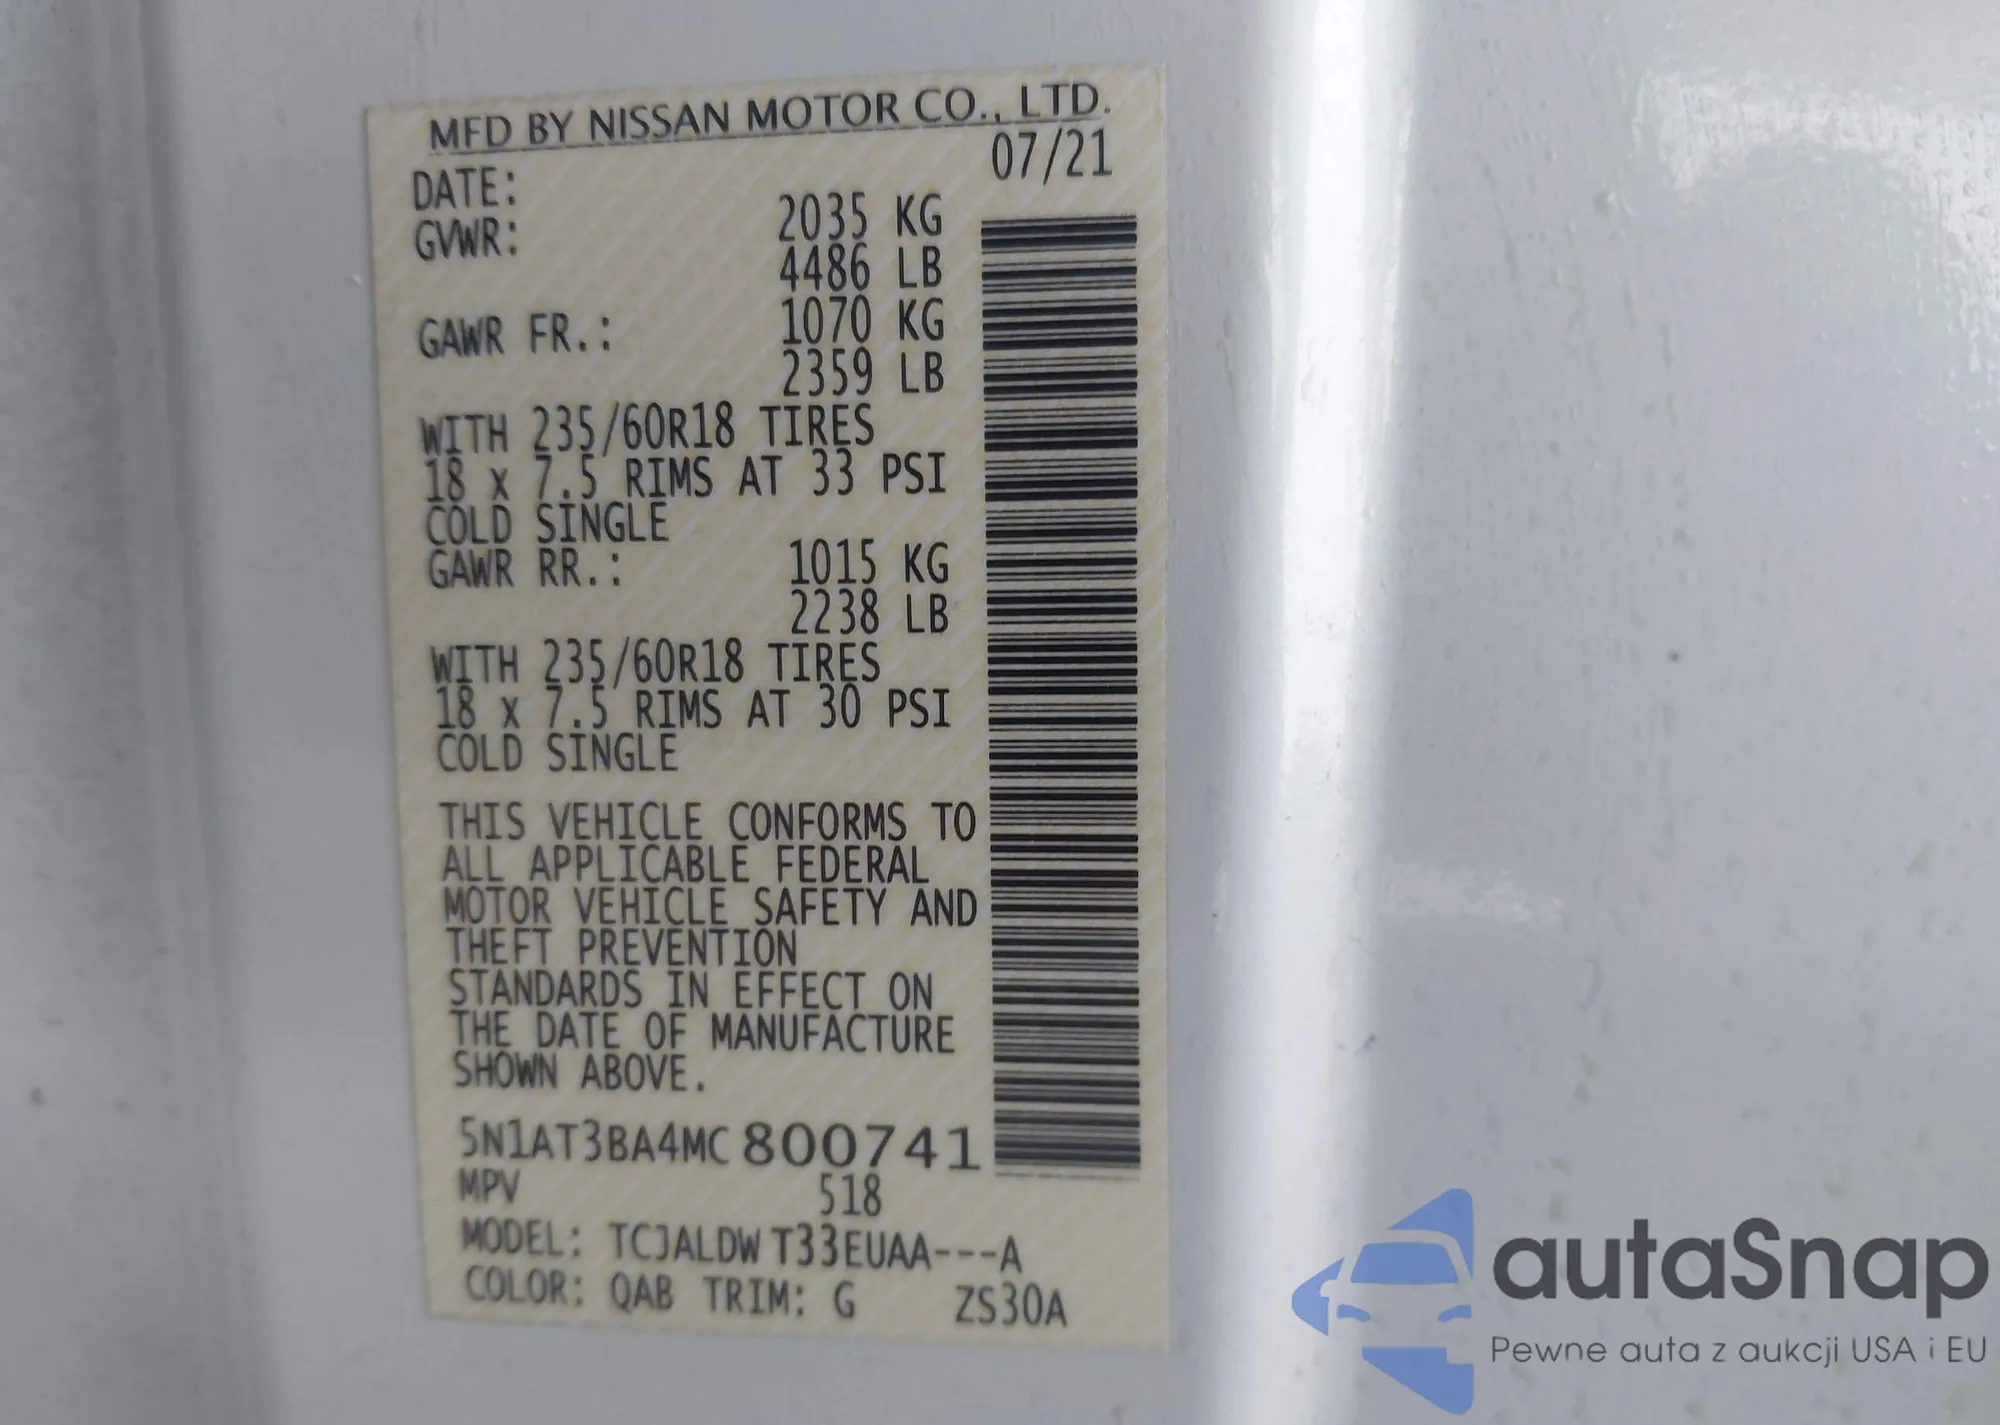 MFD BY NISSAN MOTOR CO., LTD.
DATE: 07/21
GVWR: 2035 KG
4486 LB
GAWR FR.: 1070 KG
2359 LB
WITH 235/60R18 TIRES
18 x 7.5 RIMS AT 33 PSI
COLD SINGLE
GAWR RR.: 1015 KG
2238 LB
WITH 235/60R18 TIRES
18 x 7.5 RIMS AT 30 PSI
COLD SINGLE
THIS VEHICLE CONFORMS TO
ALL APPLICABLE FEDERAL
MOTOR VEHICLE SAFETY AND
THEFT PREVENTION
STANDARDS IN EFFECT ON
THE DATE OF MANUFACTURE
SHOWN ABOVE.
5N1AT3BA4MC800741
MPV 518
MODEL: TCJALDW T33EUAA---A
COLOR: QAB TRIM: G ZS30A
autaSnap
Pewne auta z aukcji USA i EU